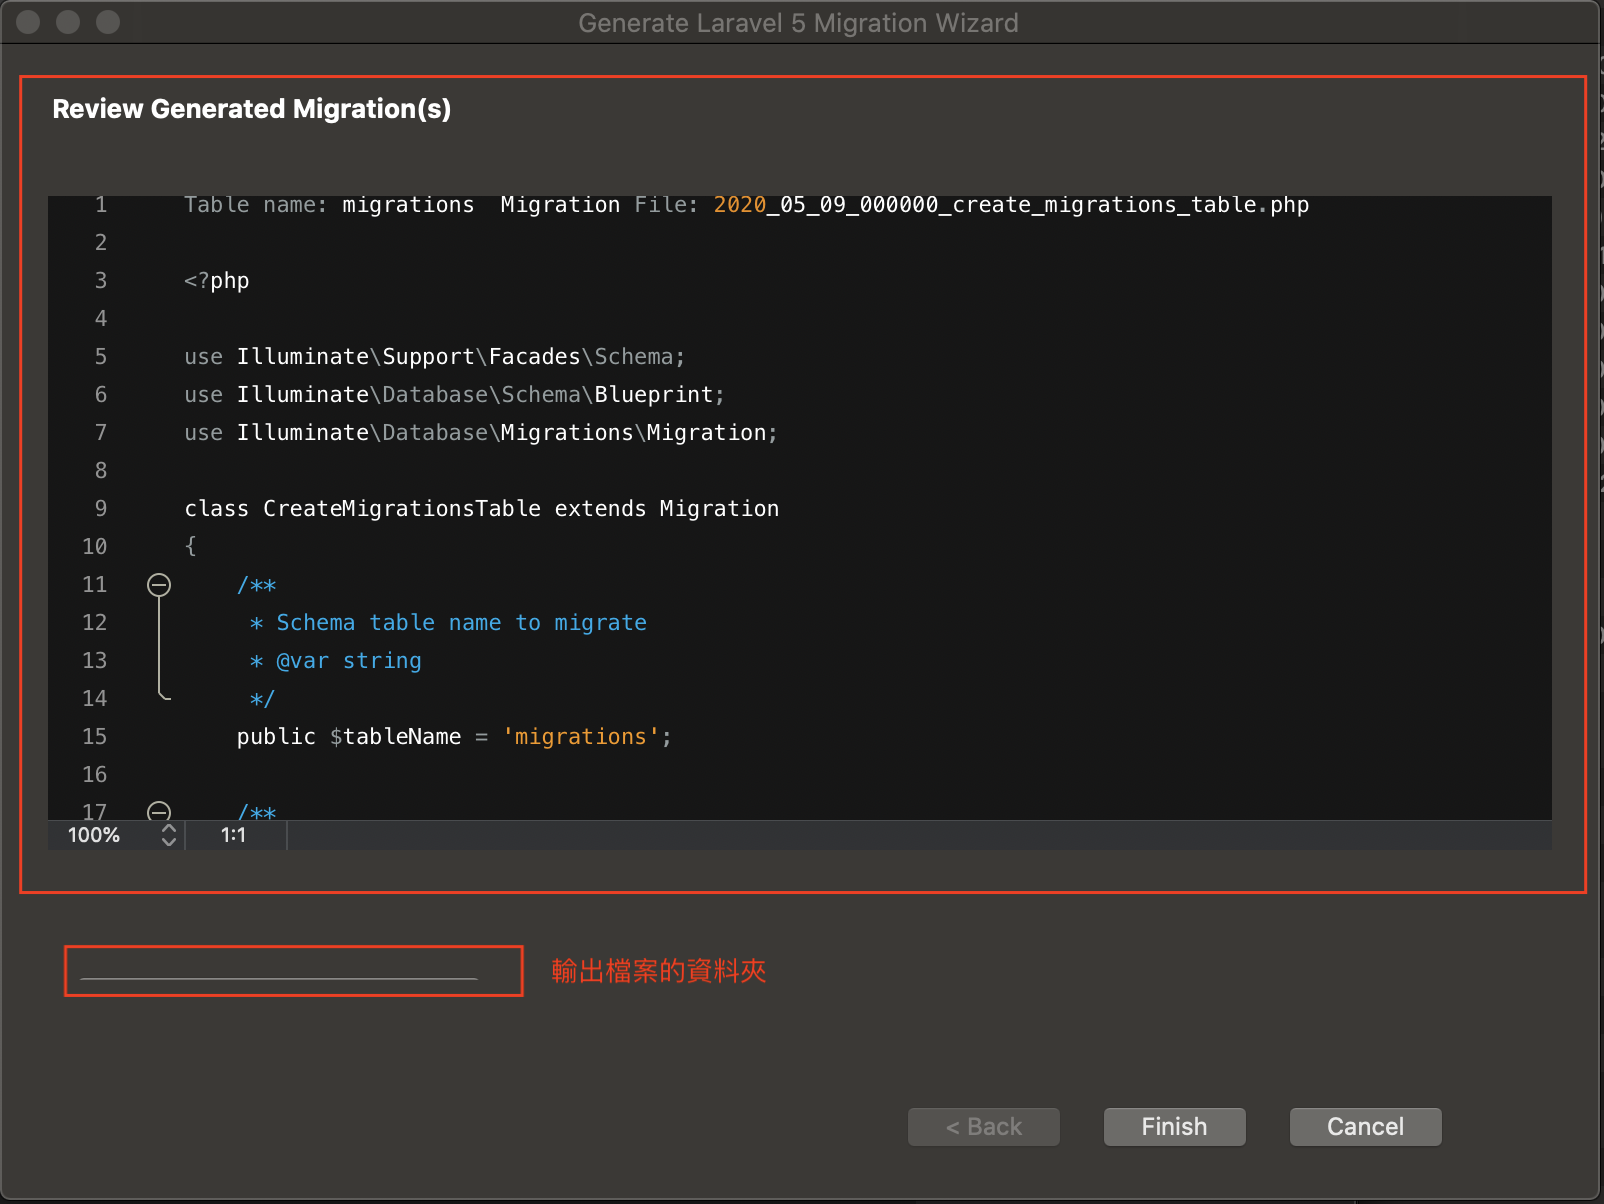 Generate Laravel 5 Migration Wizard
Review Generated Migration(s)
1 Table name: migrations  Migration File: 2020_05_09_000000_create_migrations_table.php
2
3 <?php
4
5 use Illuminate\Support\Facades\Schema;
6 use Illuminate\Database\Schema\Blueprint;
7 use Illuminate\Database\Migrations\Migration;
8
9 class CreateMigrationsTable extends Migration
10 {
11     /**
12      * Schema table name to migrate
13      * @var string
14      */
15     public $tableName = 'migrations';
16
17     /**
100% 1:1
輸出檔案的資料夾
< Back Finish Cancel